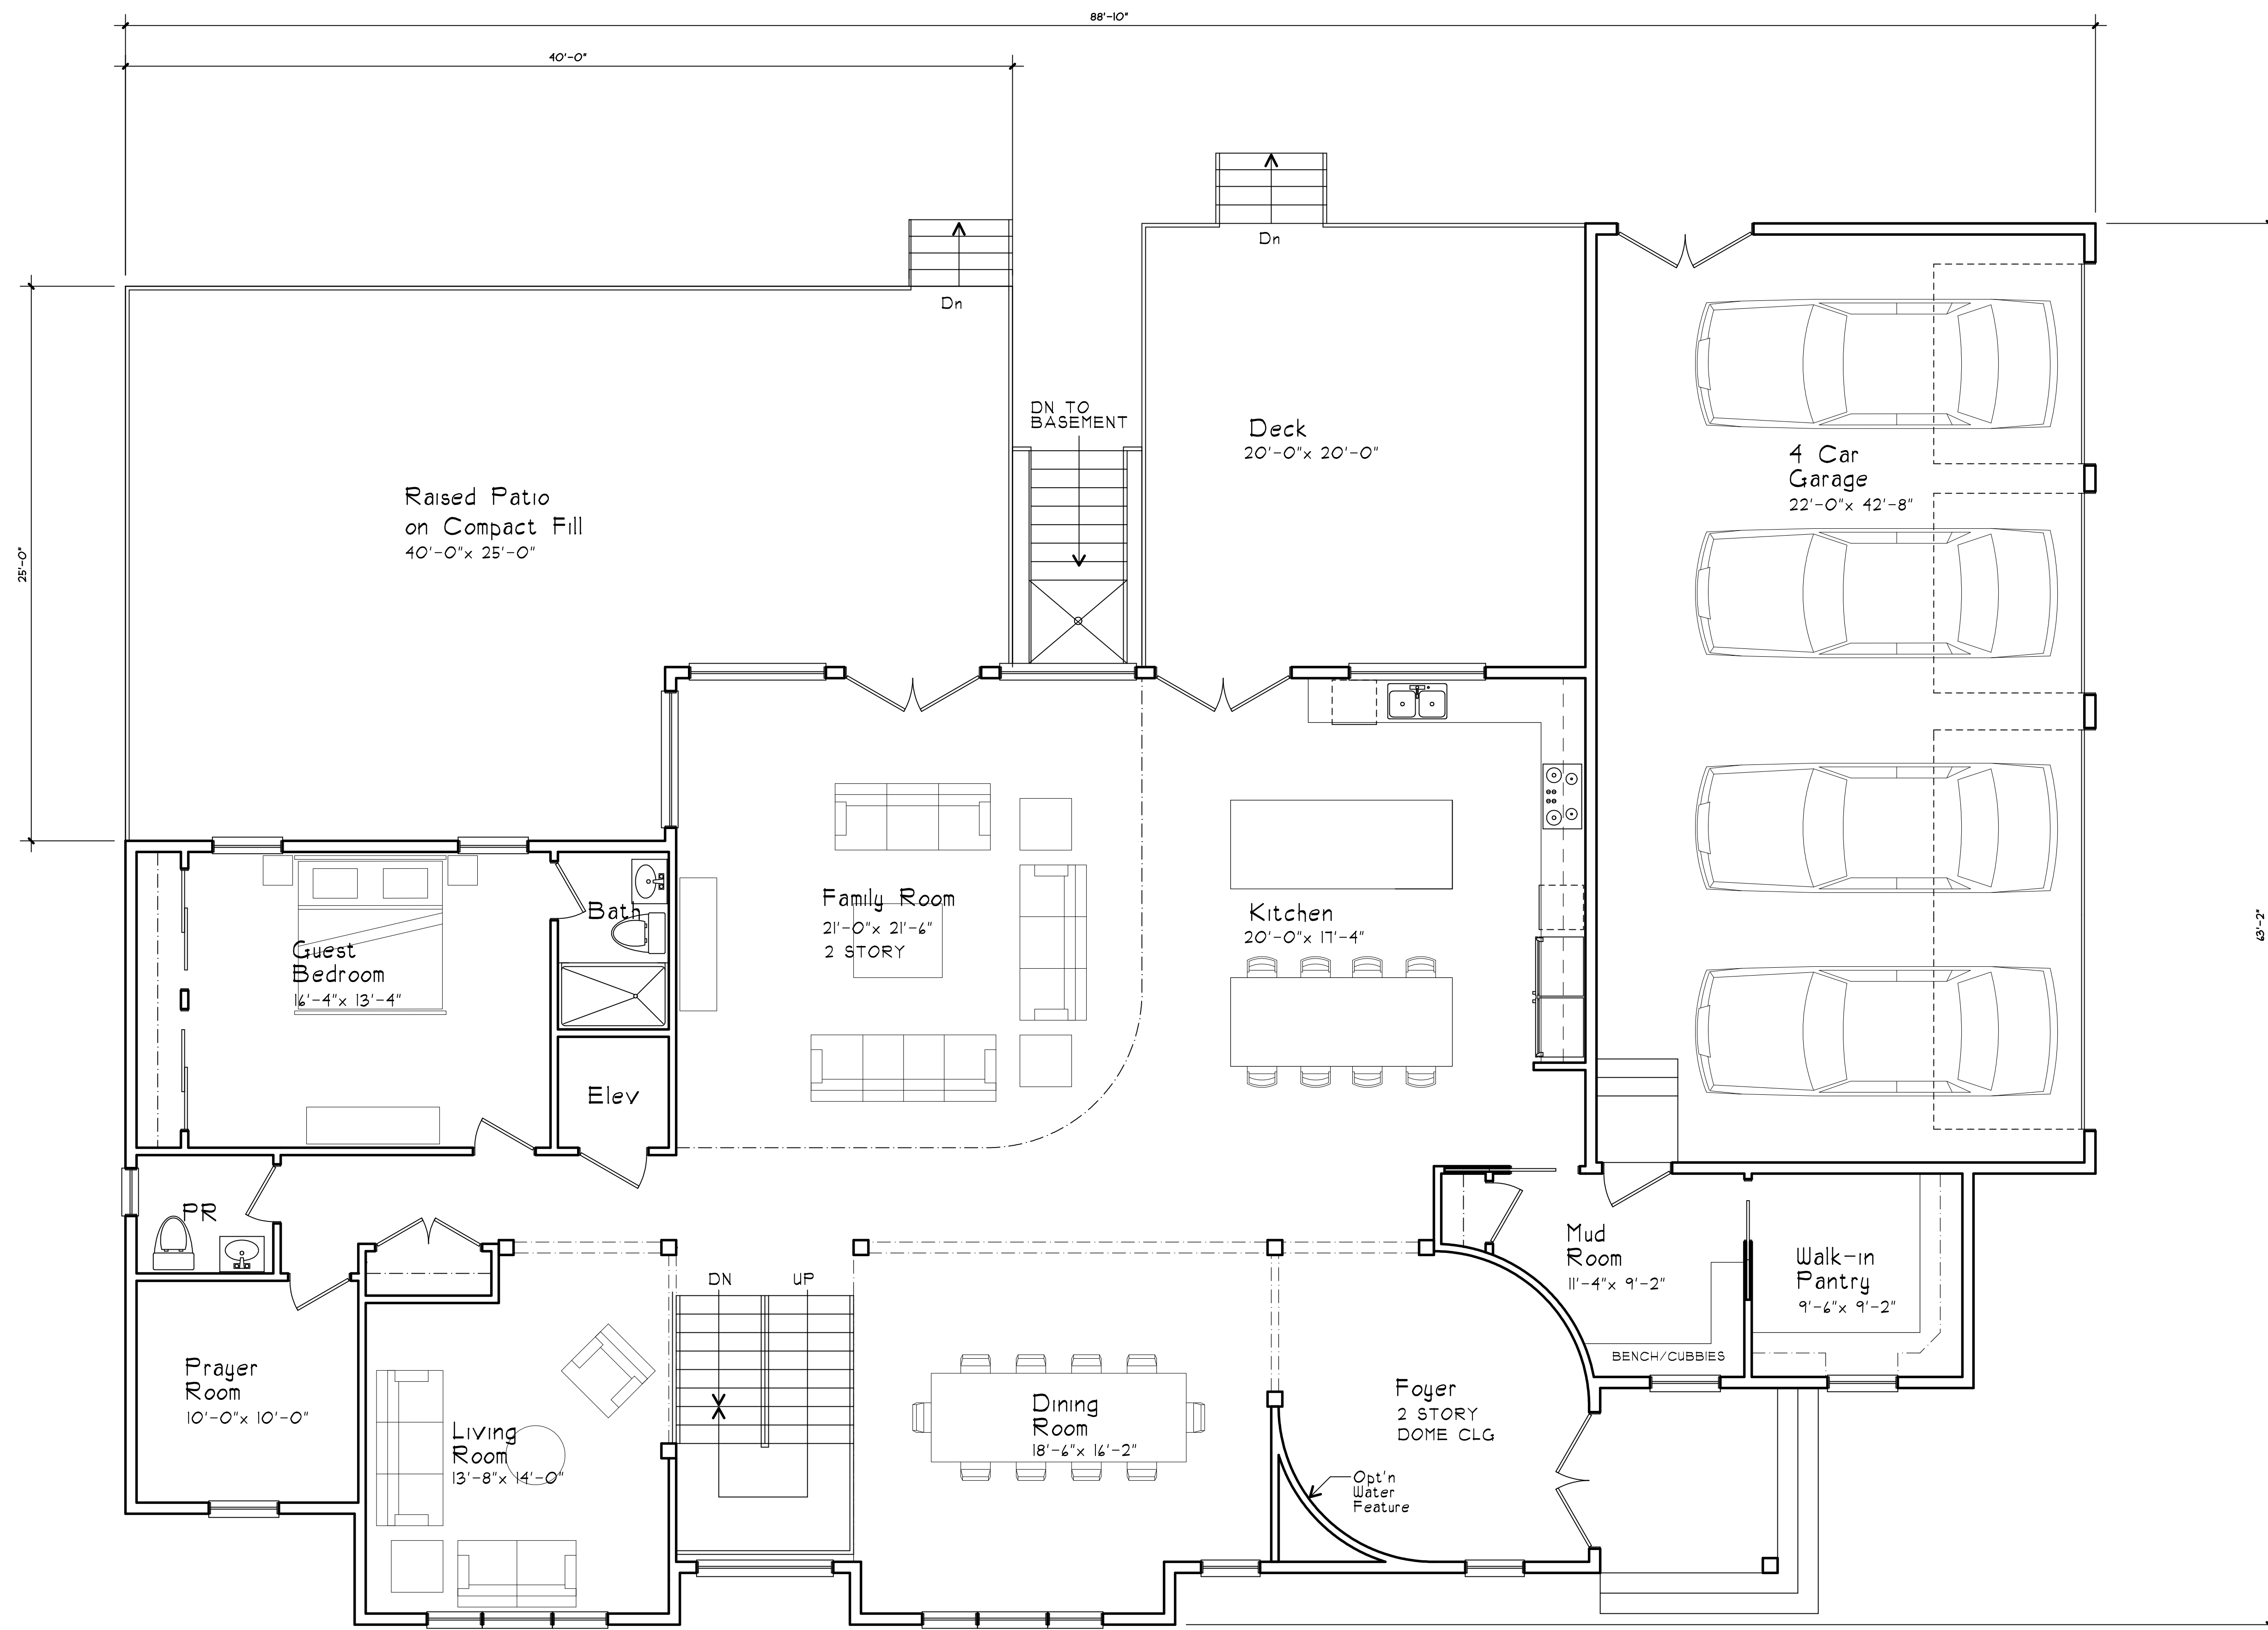 88'-10"
40'-0"
Dn
Dn
DN TO
BASEMENT
Deck
20'-0"x 20'-0"
4 Car
Garage
22'-0"x 42'-8"
Raised Patio
on Compact Fill
40'-0"x 25'-0"
25'-0"
Family Room
21'-0"x 21'-6"
2 STORY
Kitchen
20'-0"x 17'-4"
63'-2"
Bath
Guest
Bedroom
16'-4"x 13'-4"
Elev
PR
Mud
Room
11'-4"x 9'-2"
Walk-in
Pantry
9'-6"x 9'-2"
DN
UP
BENCH/CUBBIES
Prayer
Room
10'-0"x 10'-0"
Living
Room
13'-8"x 14'-0"
Dining
Room
18'-6"x 16'-2"
Foyer
2 STORY
DOME CLG
Opt'n
Water
Feature